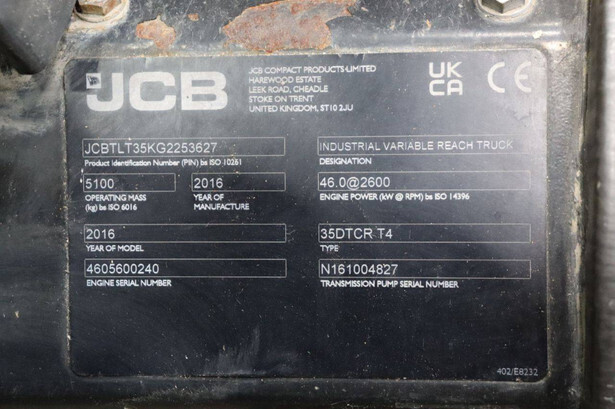 JCB
JCB COMPACT PRODUCTS LIMITED
HAREWOOD ESTATE
LEEK ROAD, CHEADLE
STOKE ON TRENT
UNITED KINGDOM, ST10 2JU
UK
CA
CE
JCBTLT35KG2253627
Product Identification Number (PIN) bs ISO 10261
INDUSTRIAL VARIABLE REACH TRUCK
DESIGNATION
5100
OPERATING MASS
(kg) bs ISO 6016
2016
YEAR OF
MANUFACTURE
46.0@2600
ENGINE POWER (kW @ RPM) bs ISO 14396
2016
YEAR OF MODEL
35DTCR T4
TYPE
4605600240
ENGINE SERIAL NUMBER
N161004827
TRANSMISSION PUMP SERIAL NUMBER
402/E8232